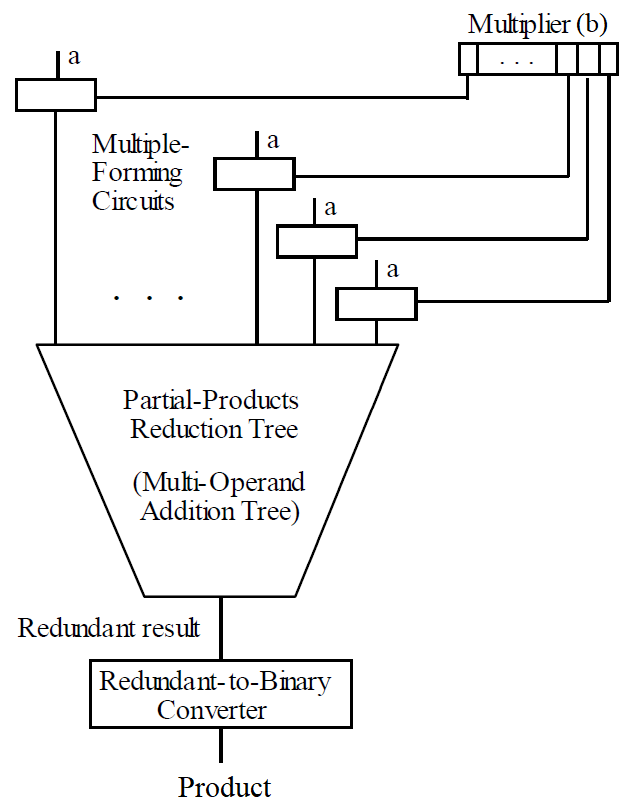 Multiplier (b)
. . .
a
Multiple-
Forming
Circuits
a
a
a
. . .
Partial-Products
Reduction Tree
(Multi-Operand
Addition Tree)
Redundant result
Redundant-to-Binary
Converter
Product